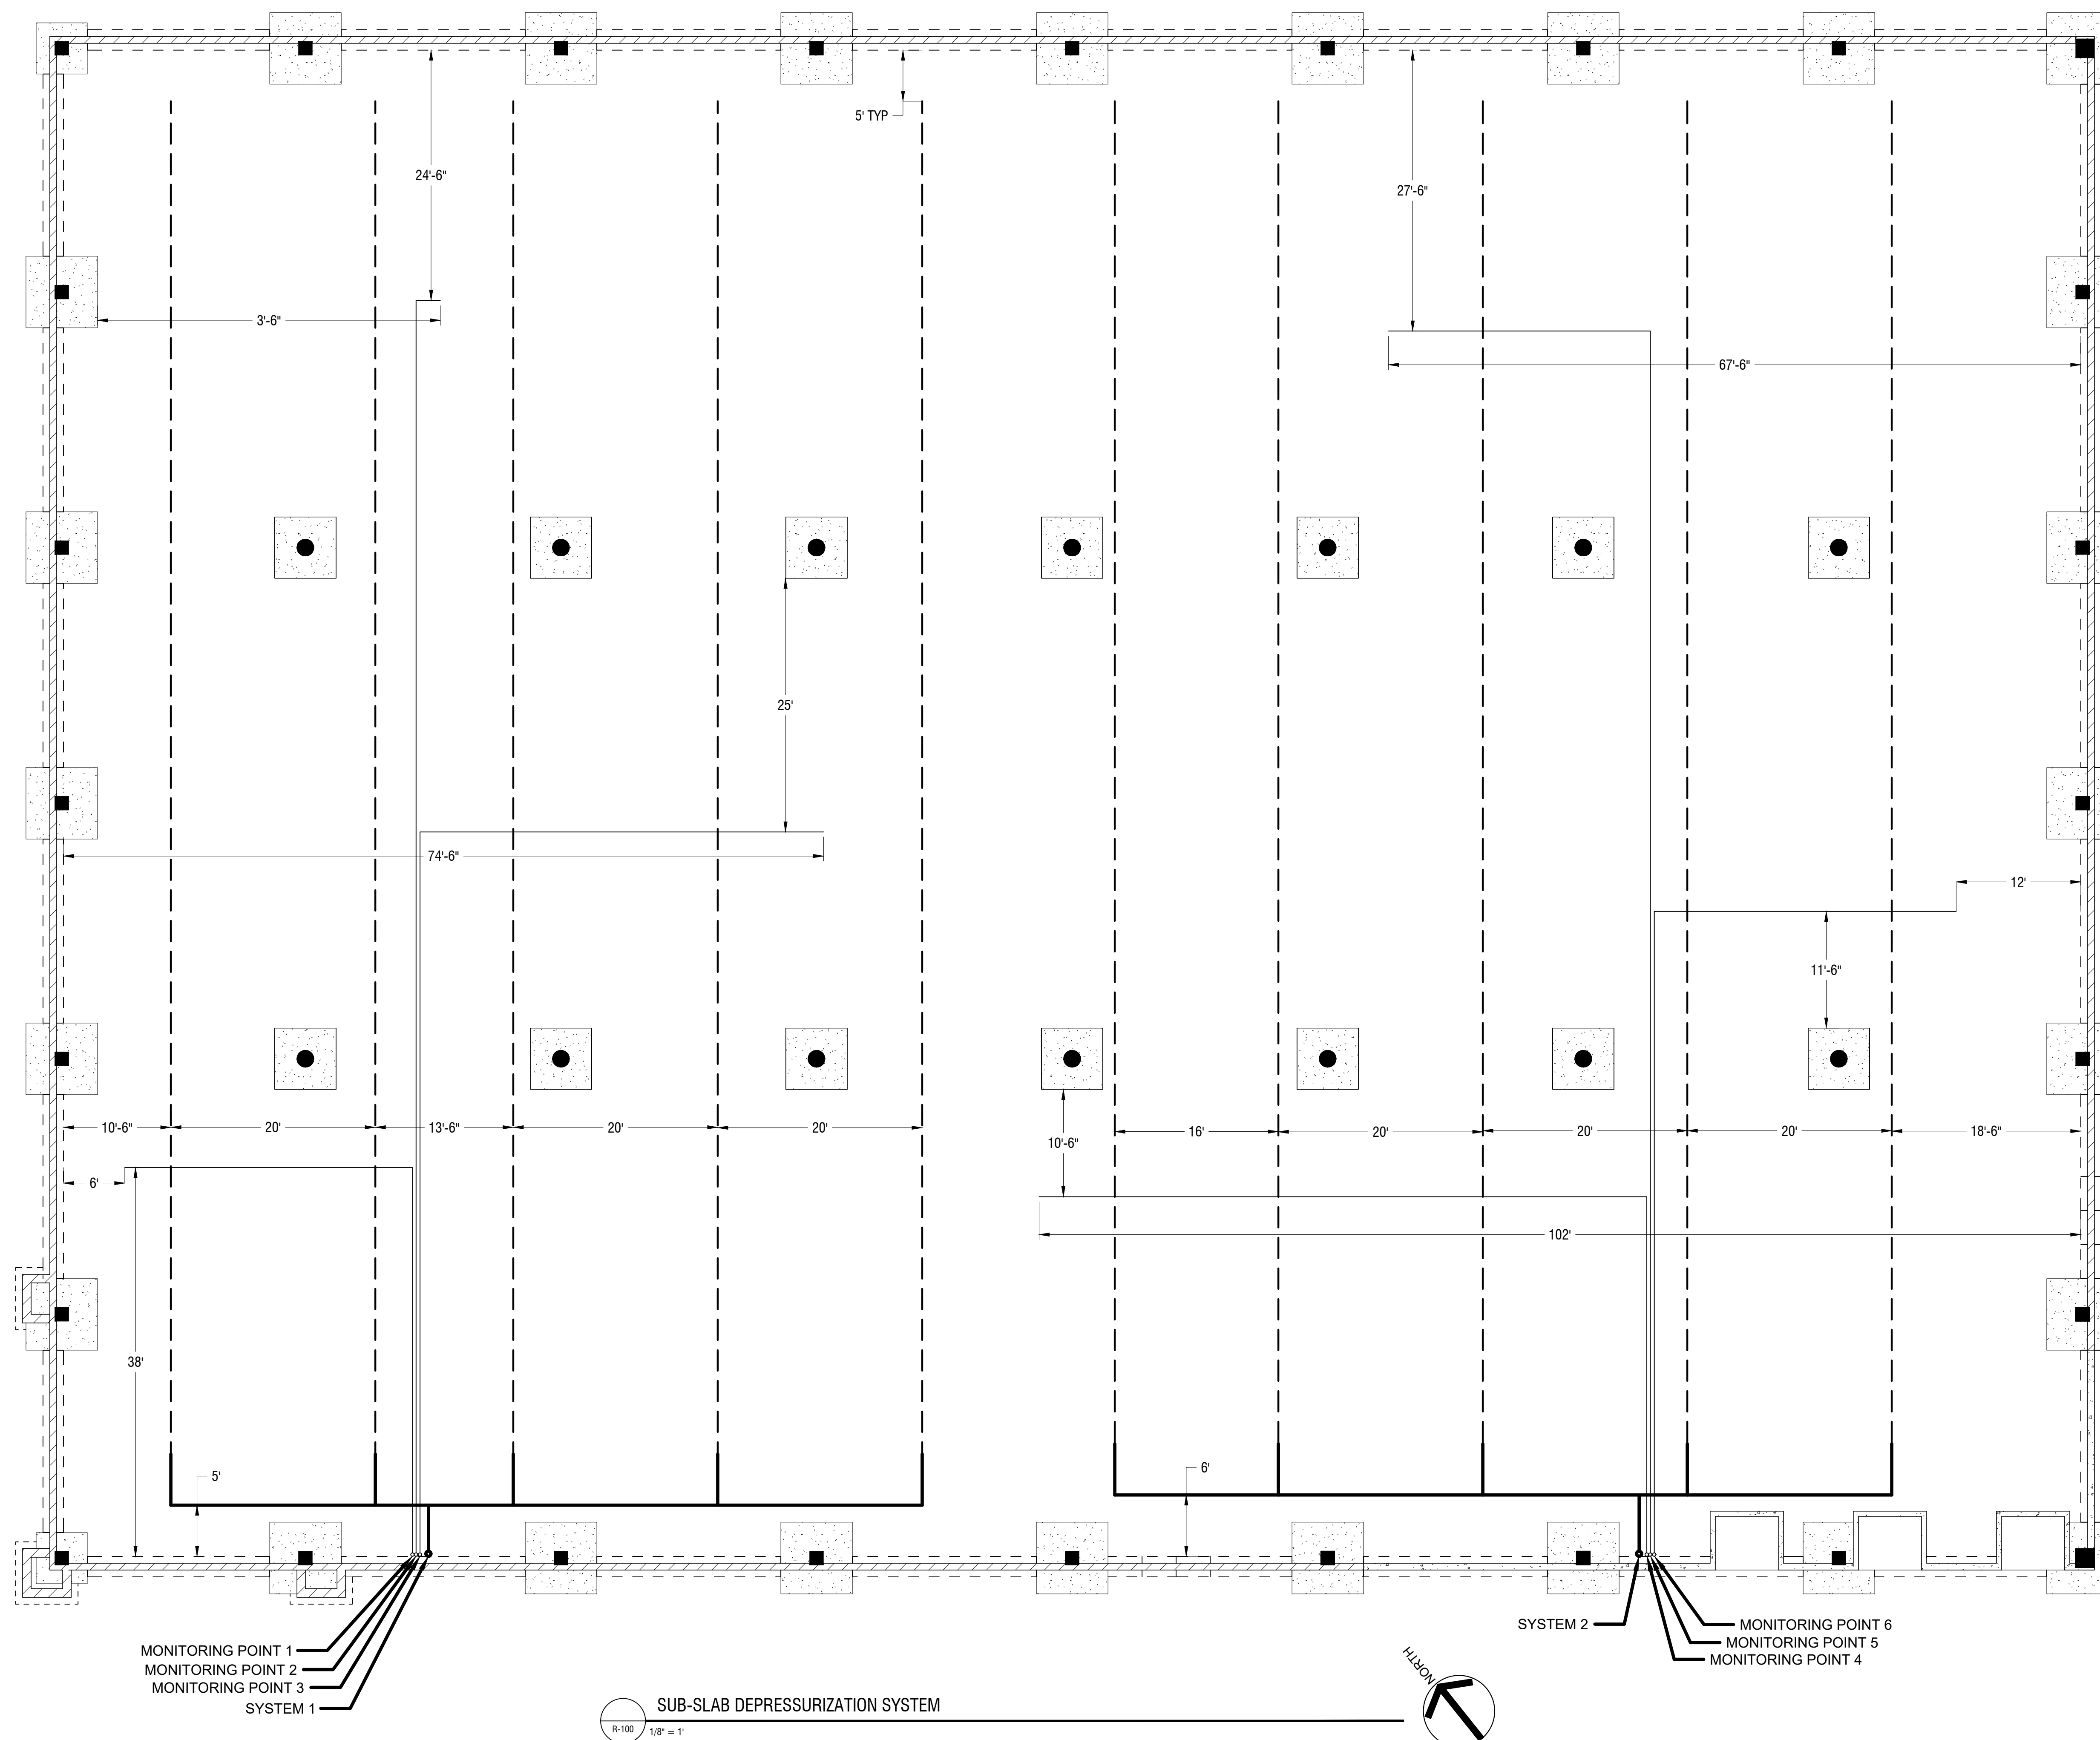 5' TYP
24'-6"
27'-6"
3'-6"
67'-6"
25'
74'-6"
12'
11'-6"
10'-6"
20'
13'-6"
20'
20'
16'
20'
20'
20'
18'-6"
10'-6"
6'
102'
38'
5'
6'
SYSTEM 2
MONITORING POINT 6
MONITORING POINT 5
MONITORING POINT 4
MONITORING POINT 1
MONITORING POINT 2
MONITORING POINT 3
SYSTEM 1
NORTH
SUB-SLAB DEPRESSURIZATION SYSTEM
R-100
1/8" = 1'